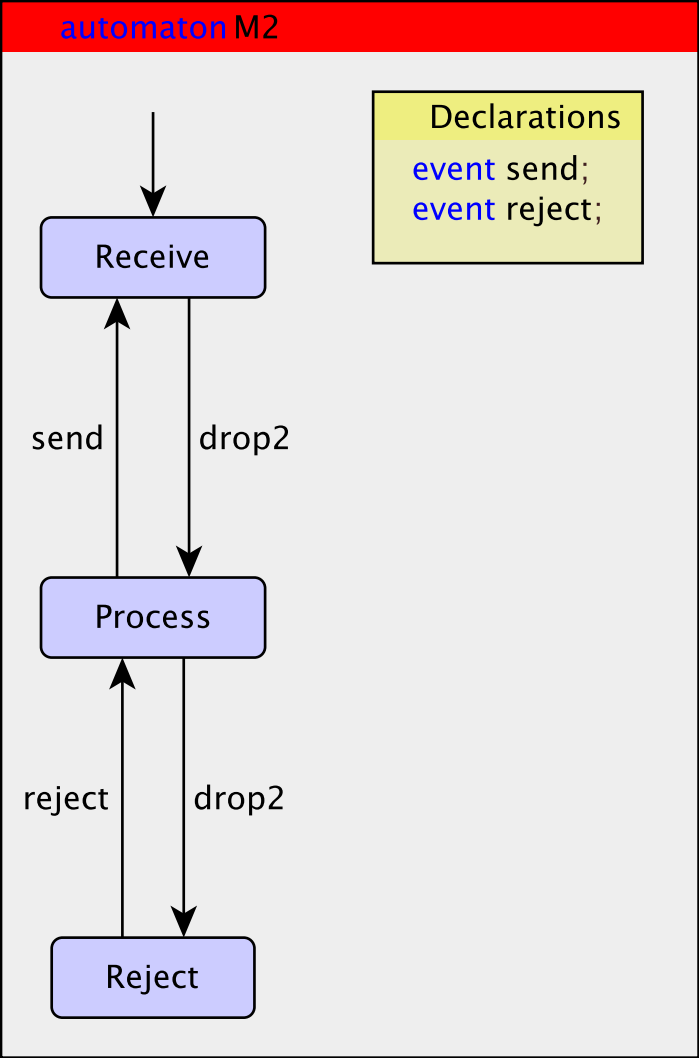 automaton M2
Declarations
event send;
event reject;
Receive
send
drop2
Process
reject
drop2
Reject